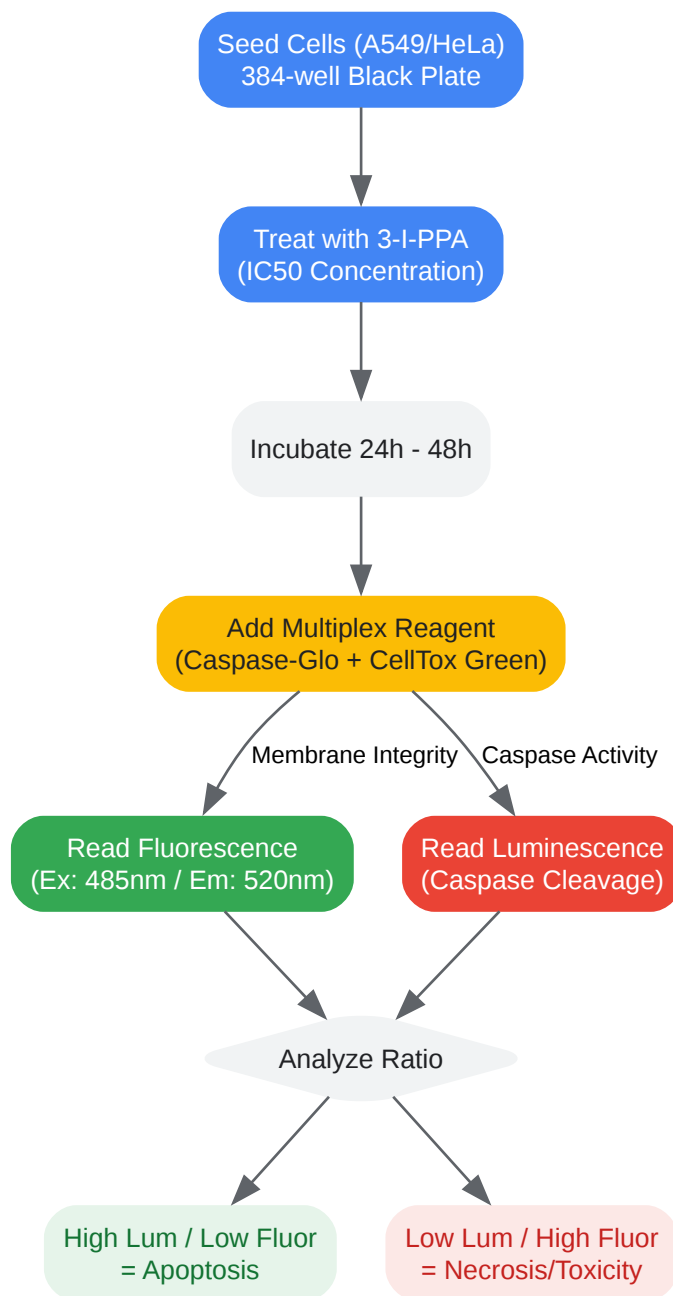 Seed Cells (A549/HeLa)
384-well Black Plate
Treat with 3-I-PPA
(IC50 Concentration)
Incubate 24h - 48h
Add Multiplex Reagent
(Caspase-Glo + CellTox Green)
Membrane Integrity
Caspase Activity
Read Fluorescence
(Ex: 485nm / Em: 520nm)
Read Luminescence
(Caspase Cleavage)
Analyze Ratio
High Lum / Low Fluor
= Apoptosis
Low Lum / High Fluor
= Necrosis/Toxicity